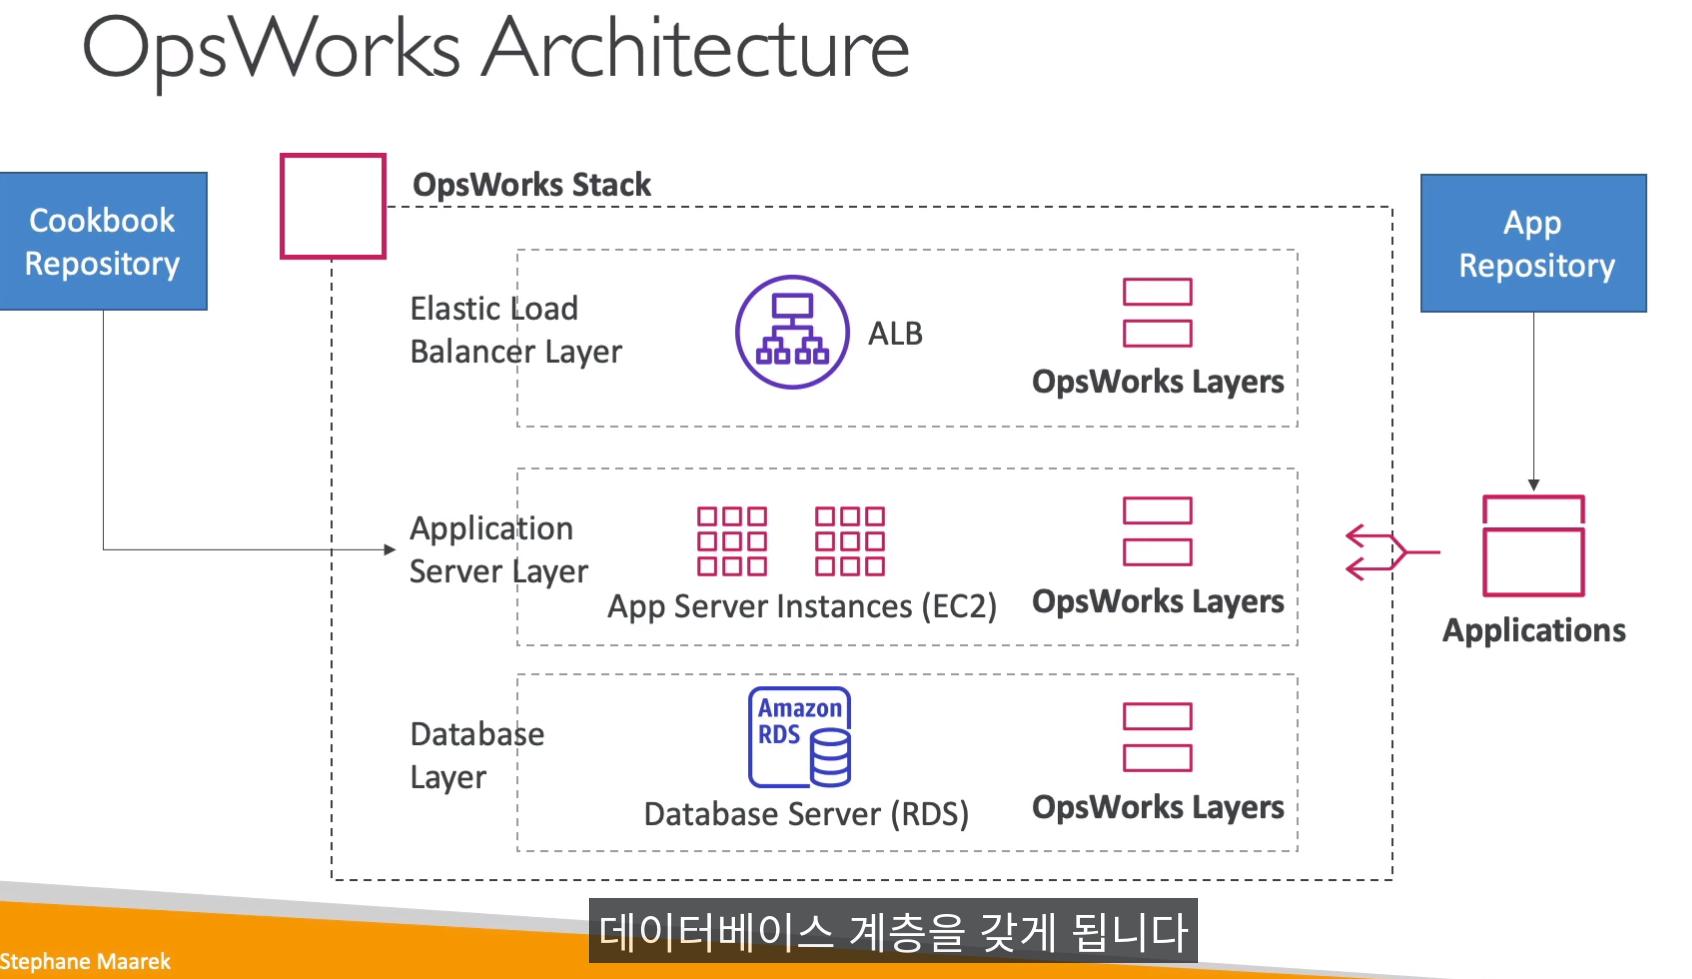 OpsWorks Architecture
Cookbook
Repository
OpsWorks Stack
App
Repository
Elastic Load
Balancer Layer
ALB
OpsWorks Layers
Application
Server Layer
App Server Instances (EC2)
OpsWorks Layers
Applications
Database
Layer
Amazon
RDS
Database Server (RDS)
OpsWorks Layers
데이터베이스 계층을 갖게 됩니다
Stephane Maarek